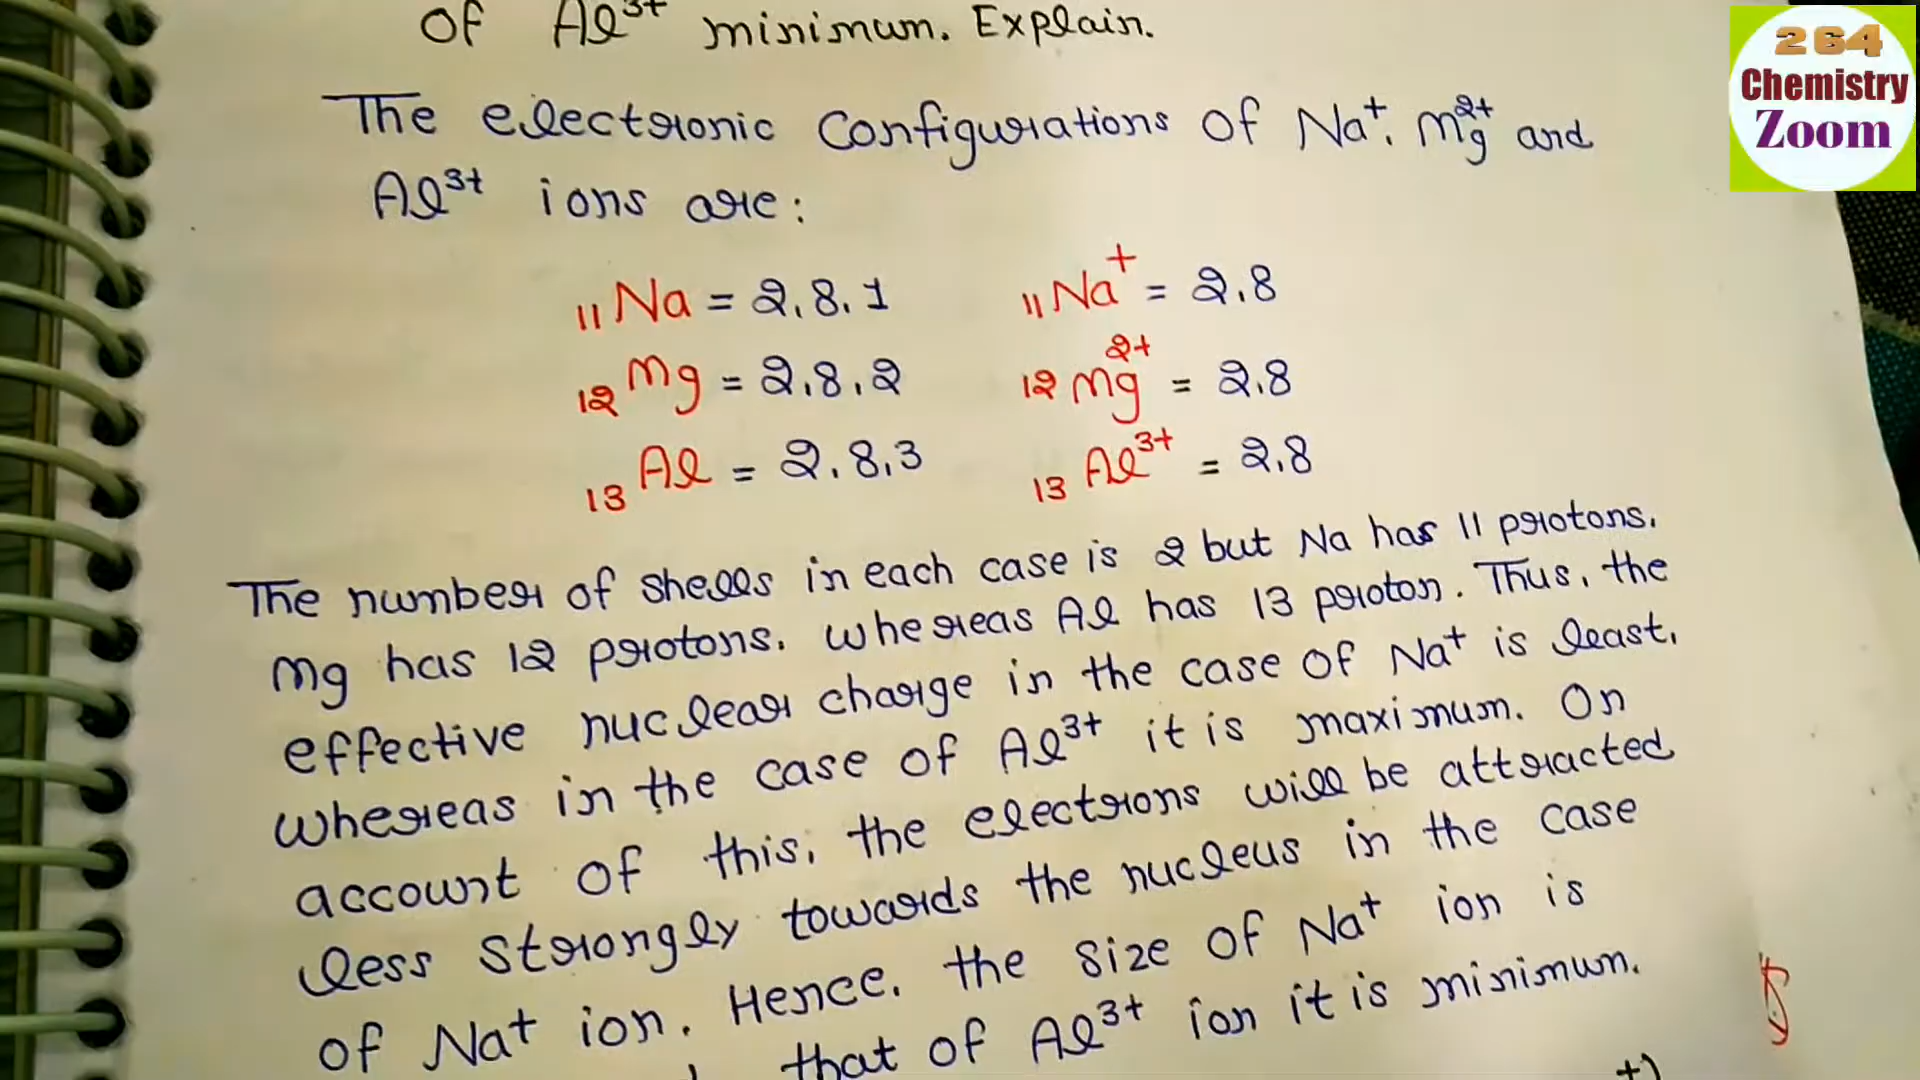 Of Al³⁺ minimum. Explain.
The electronic Configurations of Na⁺, Mg²⁺ and
Al³⁺ ions are:
₁₁Na = 2,8,1 ₁₁Na⁺ = 2,8
₁₂Mg = 2,8,2 ₁₂Mg²⁺ = 2,8
₁₃Al = 2,8,3 ₁₃Al³⁺ = 2,8
The number of shells in each case is 2 but Na has 11 protons,
Mg has 12 protons, whereas Al has 13 proton. Thus, the
effective nuclear charge in the case of Na⁺ is least,
whereas in the case of Al³⁺ it is maximum. On
account of this, the electrons will be attracted
less strongly towards the nucleus in the case
of Na⁺ ion. Hence, the size of Na⁺ ion is
that of Al³⁺ ion it is minimum.
264
Chemistry
Zoom